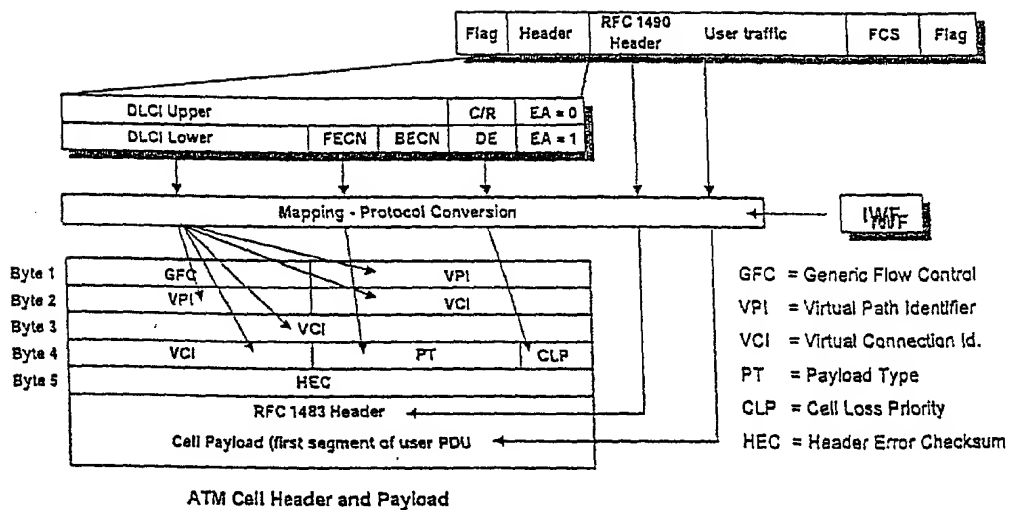 Flag Header RFC 1490 Header User traffic FCS Flag
DLCI Upper C/R EA = 0
DLCI Lower FECN BECN DE EA = 1
Mapping - Protocol Conversion
IWF
Byte 1 GFC VPI
Byte 2 VPI VCI
Byte 3 VCI
Byte 4 VCI PT CLP
Byte 5 HEC
RFC 1483 Header
Cell Payload (first segment of user PDU
GFC = Generic Flow Control
VPI = Virtual Path Identifier
VCI = Virtual Connection Id.
PT = Payload Type
CLP = Cell Loss Priority
HEC = Header Error Checksum
ATM Cell Header and Payload